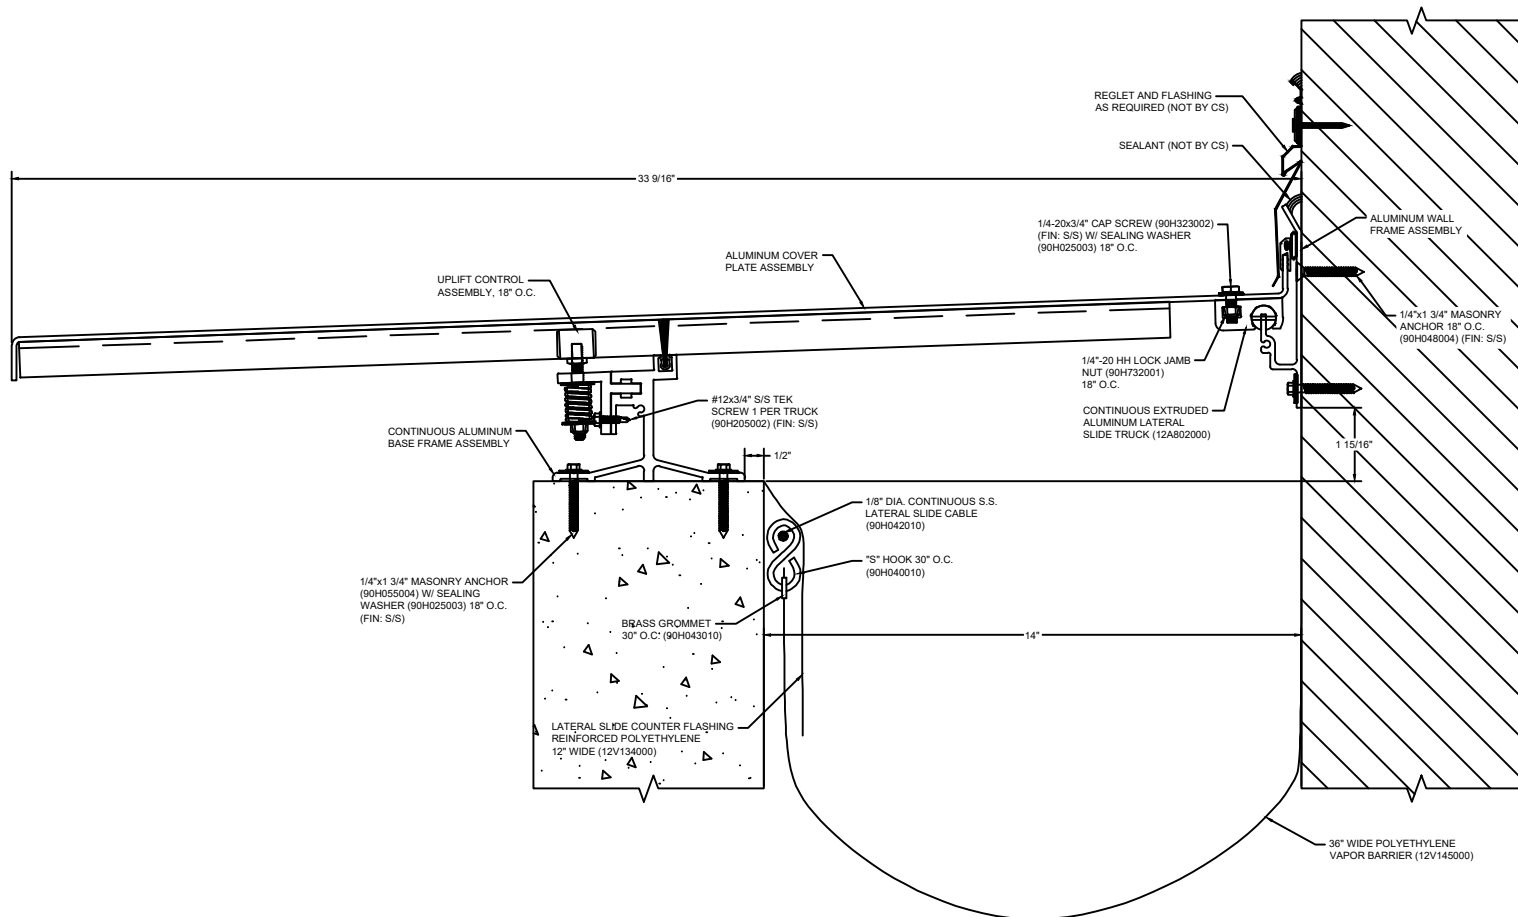 REGLET AND FLASHING
AS REQUIRED (NOT BY CS)
SEALANT (NOT BY CS)
33 9/16"
1/4-20x3/4" CAP SCREW (90H323002)
(FIN: S/S) W/ SEALING WASHER
(90H025003) 18" O.C.
ALUMINUM WALL
FRAME ASSEMBLY
ALUMINUM COVER
PLATE ASSEMBLY
UPLIFT CONTROL
ASSEMBLY, 18" O.C.
1/4"x1 3/4" MASONRY
ANCHOR 18" O.C.
(90H048004) (FIN: S/S)
1/4"-20 HH LOCK JAMB
NUT (90H732001)
18" O.C.
#12x3/4" S/S TEK
SCREW 1 PER TRUCK
(90H205002) (FIN: S/S)
CONTINUOUS EXTRUDED
ALUMINUM LATERAL
SLIDE TRUCK (12A802000)
CONTINUOUS ALUMINUM
BASE FRAME ASSEMBLY
1 15/16"
1/2"
1/8" DIA. CONTINUOUS S.S.
LATERAL SLIDE CABLE
(90H042010)
"S" HOOK 30" O.C.
(90H040010)
1/4"x1 3/4" MASONRY ANCHOR
(90H055004) W/ SEALING
WASHER (90H025003) 18" O.C.
(FIN: S/S)
BRASS GROMMET
30" O.C. (90H043010)
14"
LATERAL SLIDE COUNTER FLASHING
REINFORCED POLYETHYLENE
12" WIDE (12V134000)
36" WIDE POLYETHYLENE
VAPOR BARRIER (12V145000)